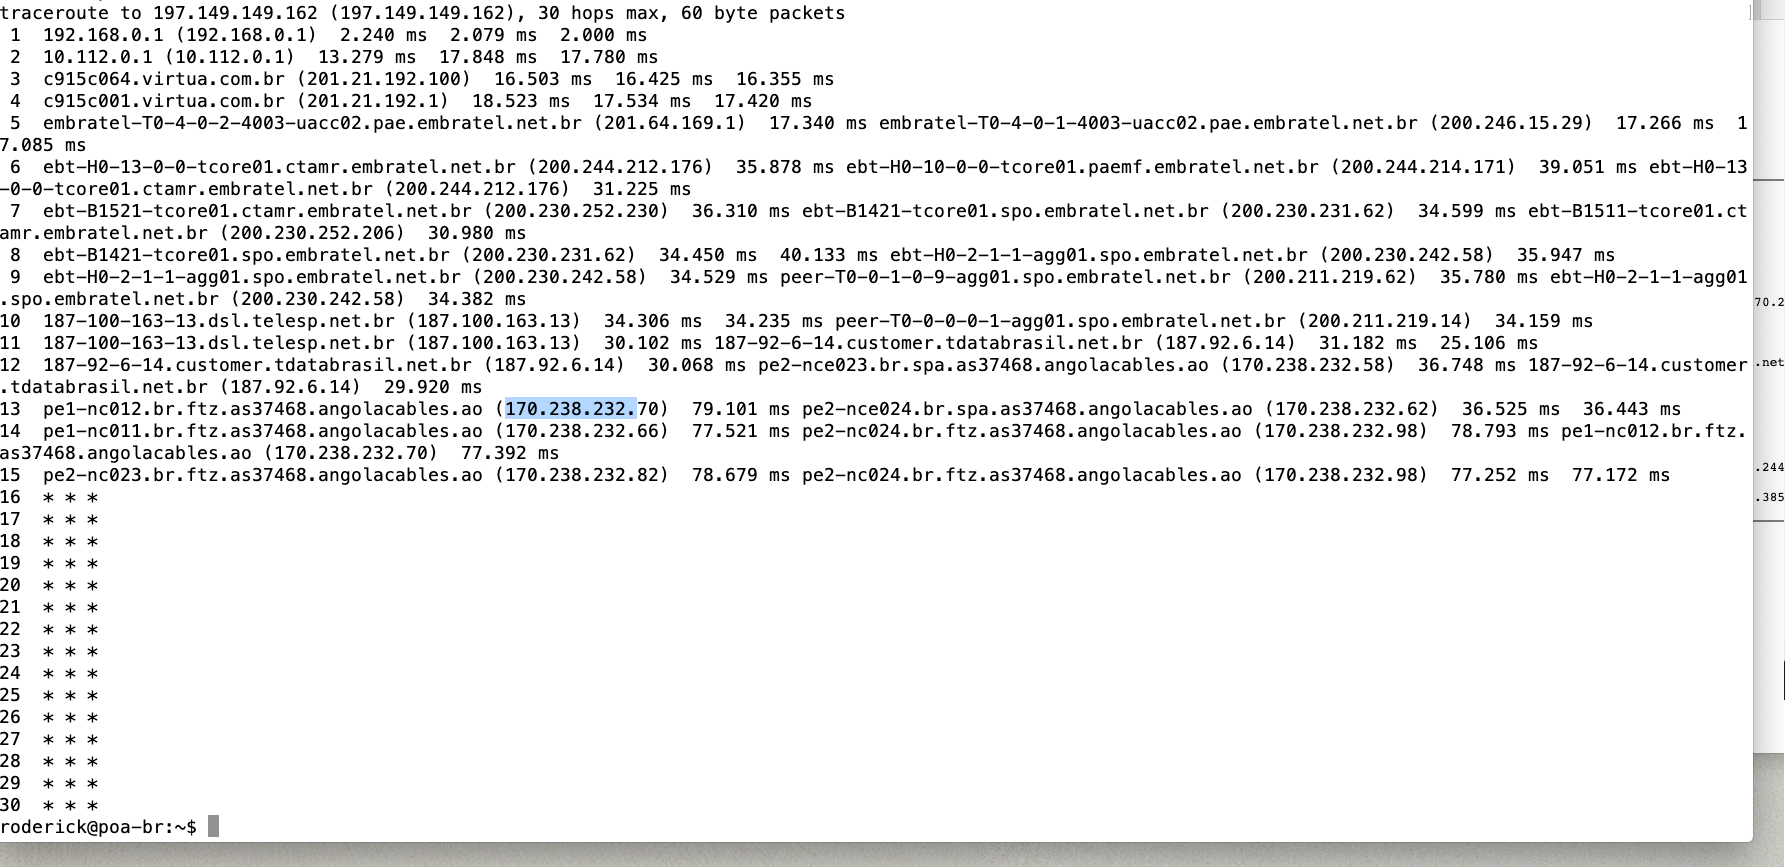 traceroute to 197.149.149.162 (197.149.149.162), 30 hops max, 60 byte packets
 1  192.168.0.1 (192.168.0.1)  2.240 ms  2.079 ms  2.000 ms
 2  10.112.0.1 (10.112.0.1)  13.279 ms  17.848 ms  17.780 ms
 3  c915c064.virtua.com.br (201.21.192.100)  16.503 ms  16.425 ms  16.355 ms
 4  c915c001.virtua.com.br (201.21.192.1)  18.523 ms  17.534 ms  17.420 ms
 5  embratel-T0-4-0-2-4003-uacc02.pae.embratel.net.br (201.64.169.1)  17.340 ms embratel-T0-4-0-1-4003-uacc02.pae.embratel.net.br (200.246.15.29)  17.266 ms  1
7.085 ms
 6  ebt-H0-13-0-0-tcore01.ctamr.embratel.net.br (200.244.212.176)  35.878 ms ebt-H0-10-0-0-tcore01.paemf.embratel.net.br (200.244.214.171)  39.051 ms ebt-H0-13
-0-0-tcore01.ctamr.embratel.net.br (200.244.212.176)  31.225 ms
 7  ebt-B1521-tcore01.ctamr.embratel.net.br (200.230.252.230)  36.310 ms ebt-B1421-tcore01.spo.embratel.net.br (200.230.231.62)  34.599 ms ebt-B1511-tcore01.ct
amr.embratel.net.br (200.230.252.206)  30.980 ms
 8  ebt-B1421-tcore01.spo.embratel.net.br (200.230.231.62)  34.450 ms  40.133 ms ebt-H0-2-1-1-agg01.spo.embratel.net.br (200.230.242.58)  35.947 ms
 9  ebt-H0-2-1-1-agg01.spo.embratel.net.br (200.230.242.58)  34.529 ms peer-T0-0-1-0-9-agg01.spo.embratel.net.br (200.211.219.62)  35.780 ms ebt-H0-2-1-1-agg01
.spo.embratel.net.br (200.230.242.58)  34.382 ms
10  187-100-163-13.dsl.telesp.net.br (187.100.163.13)  34.306 ms  34.235 ms peer-T0-0-0-0-1-agg01.spo.embratel.net.br (200.211.219.14)  34.159 ms
11  187-100-163-13.dsl.telesp.net.br (187.100.163.13)  30.102 ms 187-92-6-14.customer.tdatabrasil.net.br (187.92.6.14)  31.182 ms  25.106 ms
12  187-92-6-14.customer.tdatabrasil.net.br (187.92.6.14)  30.068 ms pe2-nce023.br.spa.as37468.angolacables.ao (170.238.232.58)  36.748 ms 187-92-6-14.customer
.tdatabrasil.net.br (187.92.6.14)  29.920 ms
13  pe1-nc012.br.ftz.as37468.angolacables.ao (170.238.232.70)  79.101 ms pe2-nce024.br.spa.as37468.angolacables.ao (170.238.232.62)  36.525 ms  36.443 ms
14  pe1-nc011.br.ftz.as37468.angolacables.ao (170.238.232.66)  77.521 ms pe2-nc024.br.ftz.as37468.angolacables.ao (170.238.232.98)  78.793 ms pe1-nc012.br.ftz.
as37468.angolacables.ao (170.238.232.70)  77.392 ms
15  pe2-nc023.br.ftz.as37468.angolacables.ao (170.238.232.82)  78.679 ms pe2-nc024.br.ftz.as37468.angolacables.ao (170.238.232.98)  77.252 ms  77.172 ms
16  * * *
17  * * *
18  * * *
19  * * *
20  * * *
21  * * *
22  * * *
23  * * *
24  * * *
25  * * *
26  * * *
27  * * *
28  * * *
29  * * *
30  * * *
roderick@poa-br:~$
70.2
.net
.244
.385